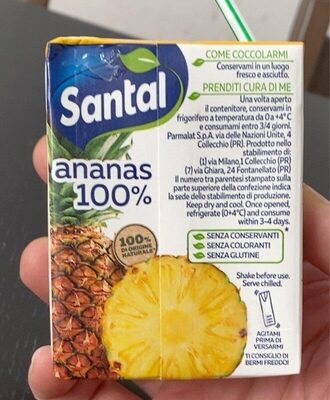 Santal
ananas
100%
100%
DI ORIGINE
NATURALE
COME COCCOLARMI
Conservami in un luogo
fresco e asciutto.
PRENDITI CURA DI ME
Una volta aperto
il contenitore, conservami in
frigorifero a temperatura da 0 a +4°C
e consumami entro 3/4 giorni.
Parmalat S.p.A. via delle Nazioni Unite, 4
Collecchio (PR). Prodotto nello
stabilimento di:
(1) via Milano,1 Collecchio (PR)
(7) via Ghiara, 24 Fontanellato (PR)
Il numero tra parentesi stampato sulla
parte superiore della confezione indica
la sede dello stabilimento di produzione.
Keep dry and cool. Once opened,
refrigerate (0+4°C) and consume
within 3-4 days.
SENZA CONSERVANTI
SENZA COLORANTI
SENZA GLUTINE
*
Shake before use.
Serve chilled.
AGITAMI
PRIMA DI
VERSARMI
TI CONSIGLIO DI
BERMI FREDDO!